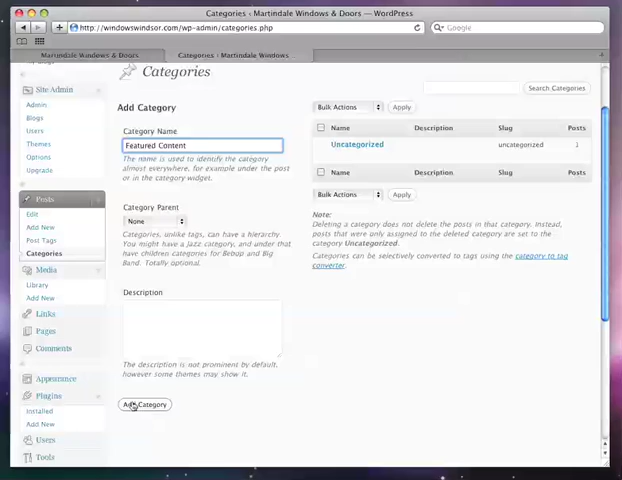 Categories ‹ Martindale Windows & Doors — WordPress
http://windowswindsor.com/wp-admin/categories.php
Google
Martindale Windows & Doors
Categories ‹ Martindale Windows
Site Admin
Admin
Blogs
Users
Themes
Options
Upgrade
Posts
Edit
Add New
Post Tags
Categories
Media
Library
Add New
Links
Pages
Comments
Appearance
Plugins
Installed
Add New
Users
Tools
Categories
Search Categories
Add Category
Category Name
Featured Content
The name is used to identify the category
almost everywhere, for example under the post
or in the category widget.
Category Parent
None
Categories, unlike tags, can have a hierarchy.
You might have a Jazz category, and under that
have children categories for Bebop and Big
Band. Totally optional.
Description
The description is not prominent by default,
however some themes may show it.
Add Category
Bulk Actions Apply
Name Description Slug Posts
Uncategorized uncategorized 1
Name Description Slug Posts
Bulk Actions Apply
Note:
Deleting a category does not delete the posts in that category. Instead,
posts that were only assigned to the deleted category are set to the
category Uncategorized.
Categories can be selectively converted to tags using the category to tag
converter.